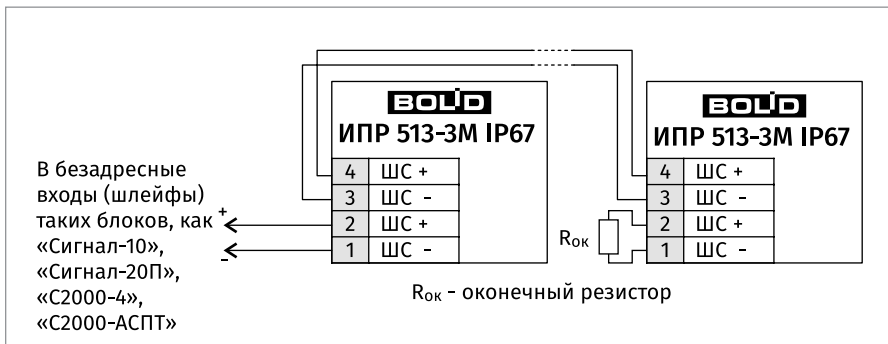 BOLID
ИПР 513-3М IP67
4 ШС +
3 ШС -
2 ШС +
1 ШС -
BOLID
ИПР 513-3М IP67
4 ШС +
3 ШС -
2 ШС +
1 ШС -
В безадресные
входы (шлейфы)
таких блоков, как
«Сигнал-10»,
«Сигнал-20П»,
«С2000-4»,
«С2000-АСПТ»
+
-
Rок
Rок - оконечный резистор